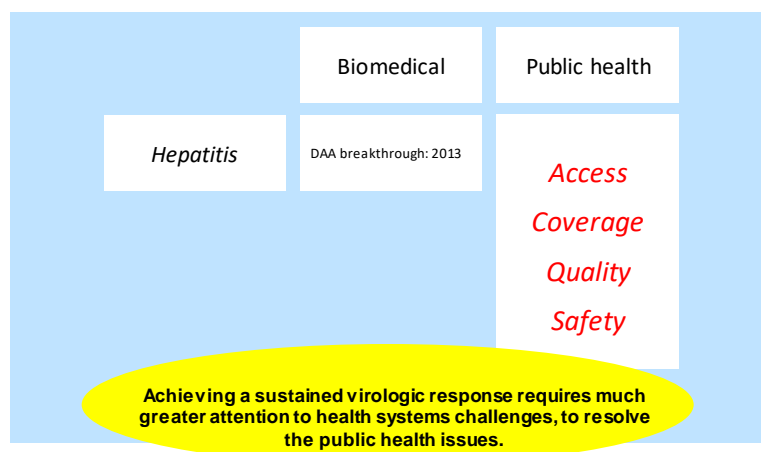 Biomedical
Public health
Hepatitis
DAA breakthrough: 2013
Access
Coverage
Quality
Safety
Achieving a sustained virologic response requires much
greater attention to health systems challenges, to resolve
the public health issues.